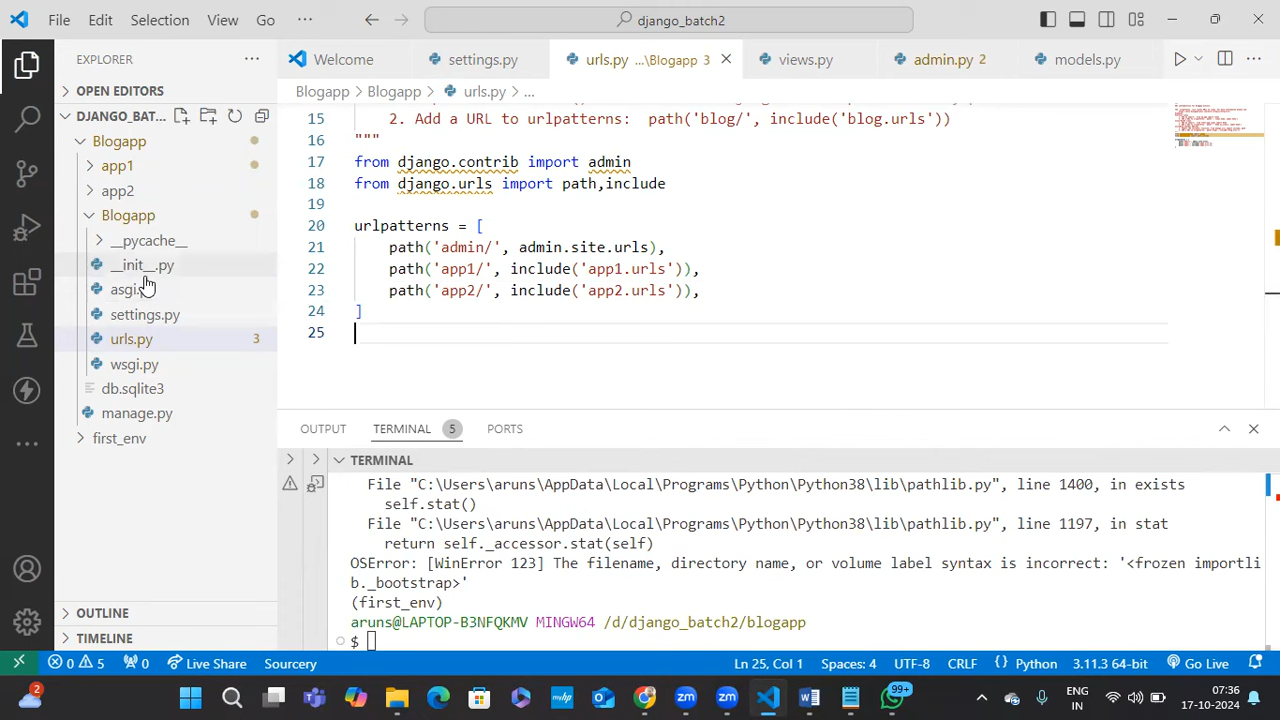 File Edit Selection View Go ··· django_batch2
EXPLORER ···
Welcome settings.py urls.py ...\Blogapp 3 views.py admin.py 2 models.py
OPEN EDITORS
Blogapp > Blogapp > urls.py > ...
DJANGO_BAT...
Blogapp
app1
app2
Blogapp
__pycache__
__init__.py
asgi.
settings.py
urls.py 3
wsgi.py
db.sqlite3
manage.py
first_env
OUTLINE
TIMELINE
15 2. Add a URL to urlpatterns: path('blog/', include('blog.urls'))
16 """
17 from django.contrib import admin
18 from django.urls import path,include
19
20 urlpatterns = [
21 path('admin/', admin.site.urls),
22 path('app1/', include('app1.urls')),
23 path('app2/', include('app2.urls')),
24 ]
25
OUTPUT TERMINAL 5 PORTS
TERMINAL
File "C:\Users\aruns\AppData\Local\Programs\Python\Python38\lib\pathlib.py", line 1400, in exists
self.stat()
File "C:\Users\aruns\AppData\Local\Programs\Python\Python38\lib\pathlib.py", line 1197, in stat
return self._accessor.stat(self)
OSError: [WinError 123] The filename, directory name, or volume label syntax is incorrect: '<frozen importli
b._bootstrap>'
(first_env)
aruns@LAPTOP-B3NFQKMV MINGW64 /d/django_batch2/blogapp
$
0 5 0 Live Share Sourcery Ln 25, Col 1 Spaces: 4 UTF-8 CRLF Python 3.11.3 64-bit Go Live
2 99+ ENG IN 07:36
17-10-2024